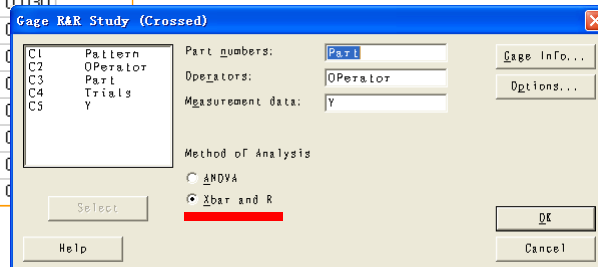 Gage R&R Study (Crossed)
C1 Pattern
C2 OPerator
C3 Part
C4 Trials
C5 Y
Part numbers: Part
Operators: OPerator
Measurement data: Y
Gage Info...
Options...
Method of Analysis
ANOVA
Xbar and R
Select
OK
Help
Cancel